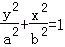 y²/a² + x²/b² = 1